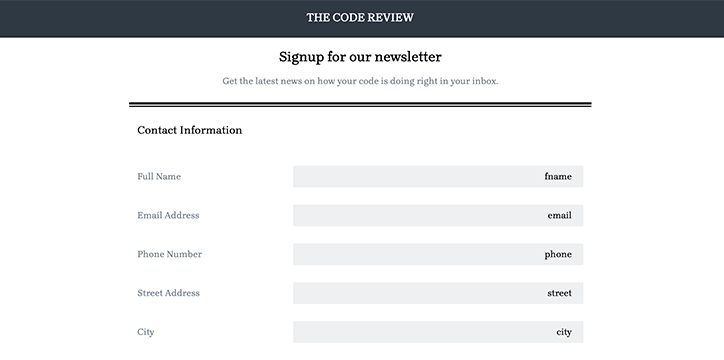 THE CODE REVIEW
Signup for our newsletter
Get the latest news on how your code is doing right in your inbox.
Contact Information
Full Name fname
Email Address email
Phone Number phone
Street Address street
City city